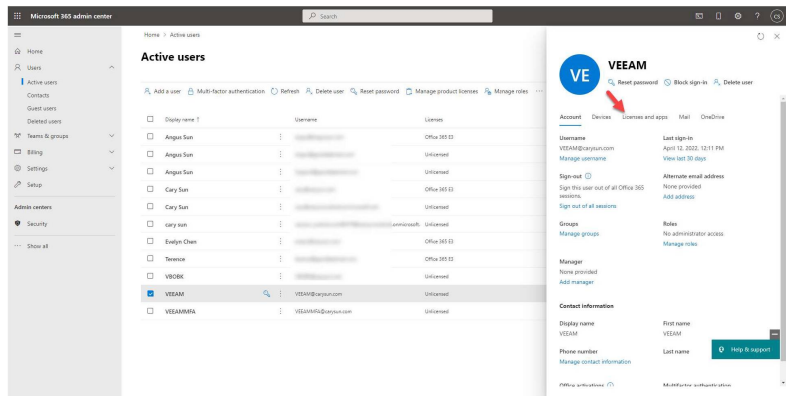 Microsoft 365 admin center
Search
?
CS
Home
Users
Active users
Contacts
Guest users
Deleted users
Teams & groups
Billing
Settings
Setup
Admin centers
Security
Show all
Home > Active users
Active users
Add a user
Multi-factor authentication
Refresh
Delete user
Reset password
Manage product licenses
Manage roles
Display name ↑ Username Licenses
Angus Sun Office 365 E3
Angus Sun Unlicensed
Angus Sun Unlicensed
Cary Sun Office 365 E3
Cary Sun Unlicensed
cary sun onmicrosoft. Unlicensed
Evelyn Chen Office 365 E3
Terence Office 365 E3
VBOBK Unlicensed
VEEAM VEEAM@carysun.com Unlicensed
VEEAMMFA VEEAMMFA@carysun.com Unlicensed
VE
VEEAM
Reset password Block sign-in Delete user
Account Devices Licenses and apps Mail OneDrive
Username
VEEAM@carysun.com
Manage username
Last sign-in
April 12, 2022, 12:11 PM
View last 30 days
Sign-out
Sign this user out of all Office 365
sessions.
Sign out of all sessions
Alternate email address
None provided
Add address
Groups
Manage groups
Roles
No administrator access
Manage roles
Manager
None provided
Add manager
Contact information
Display name
VEEAM
First name
VEEAM
Phone number
Manage contact information
Last name
Help & support
Office activations
Multifactor authentication